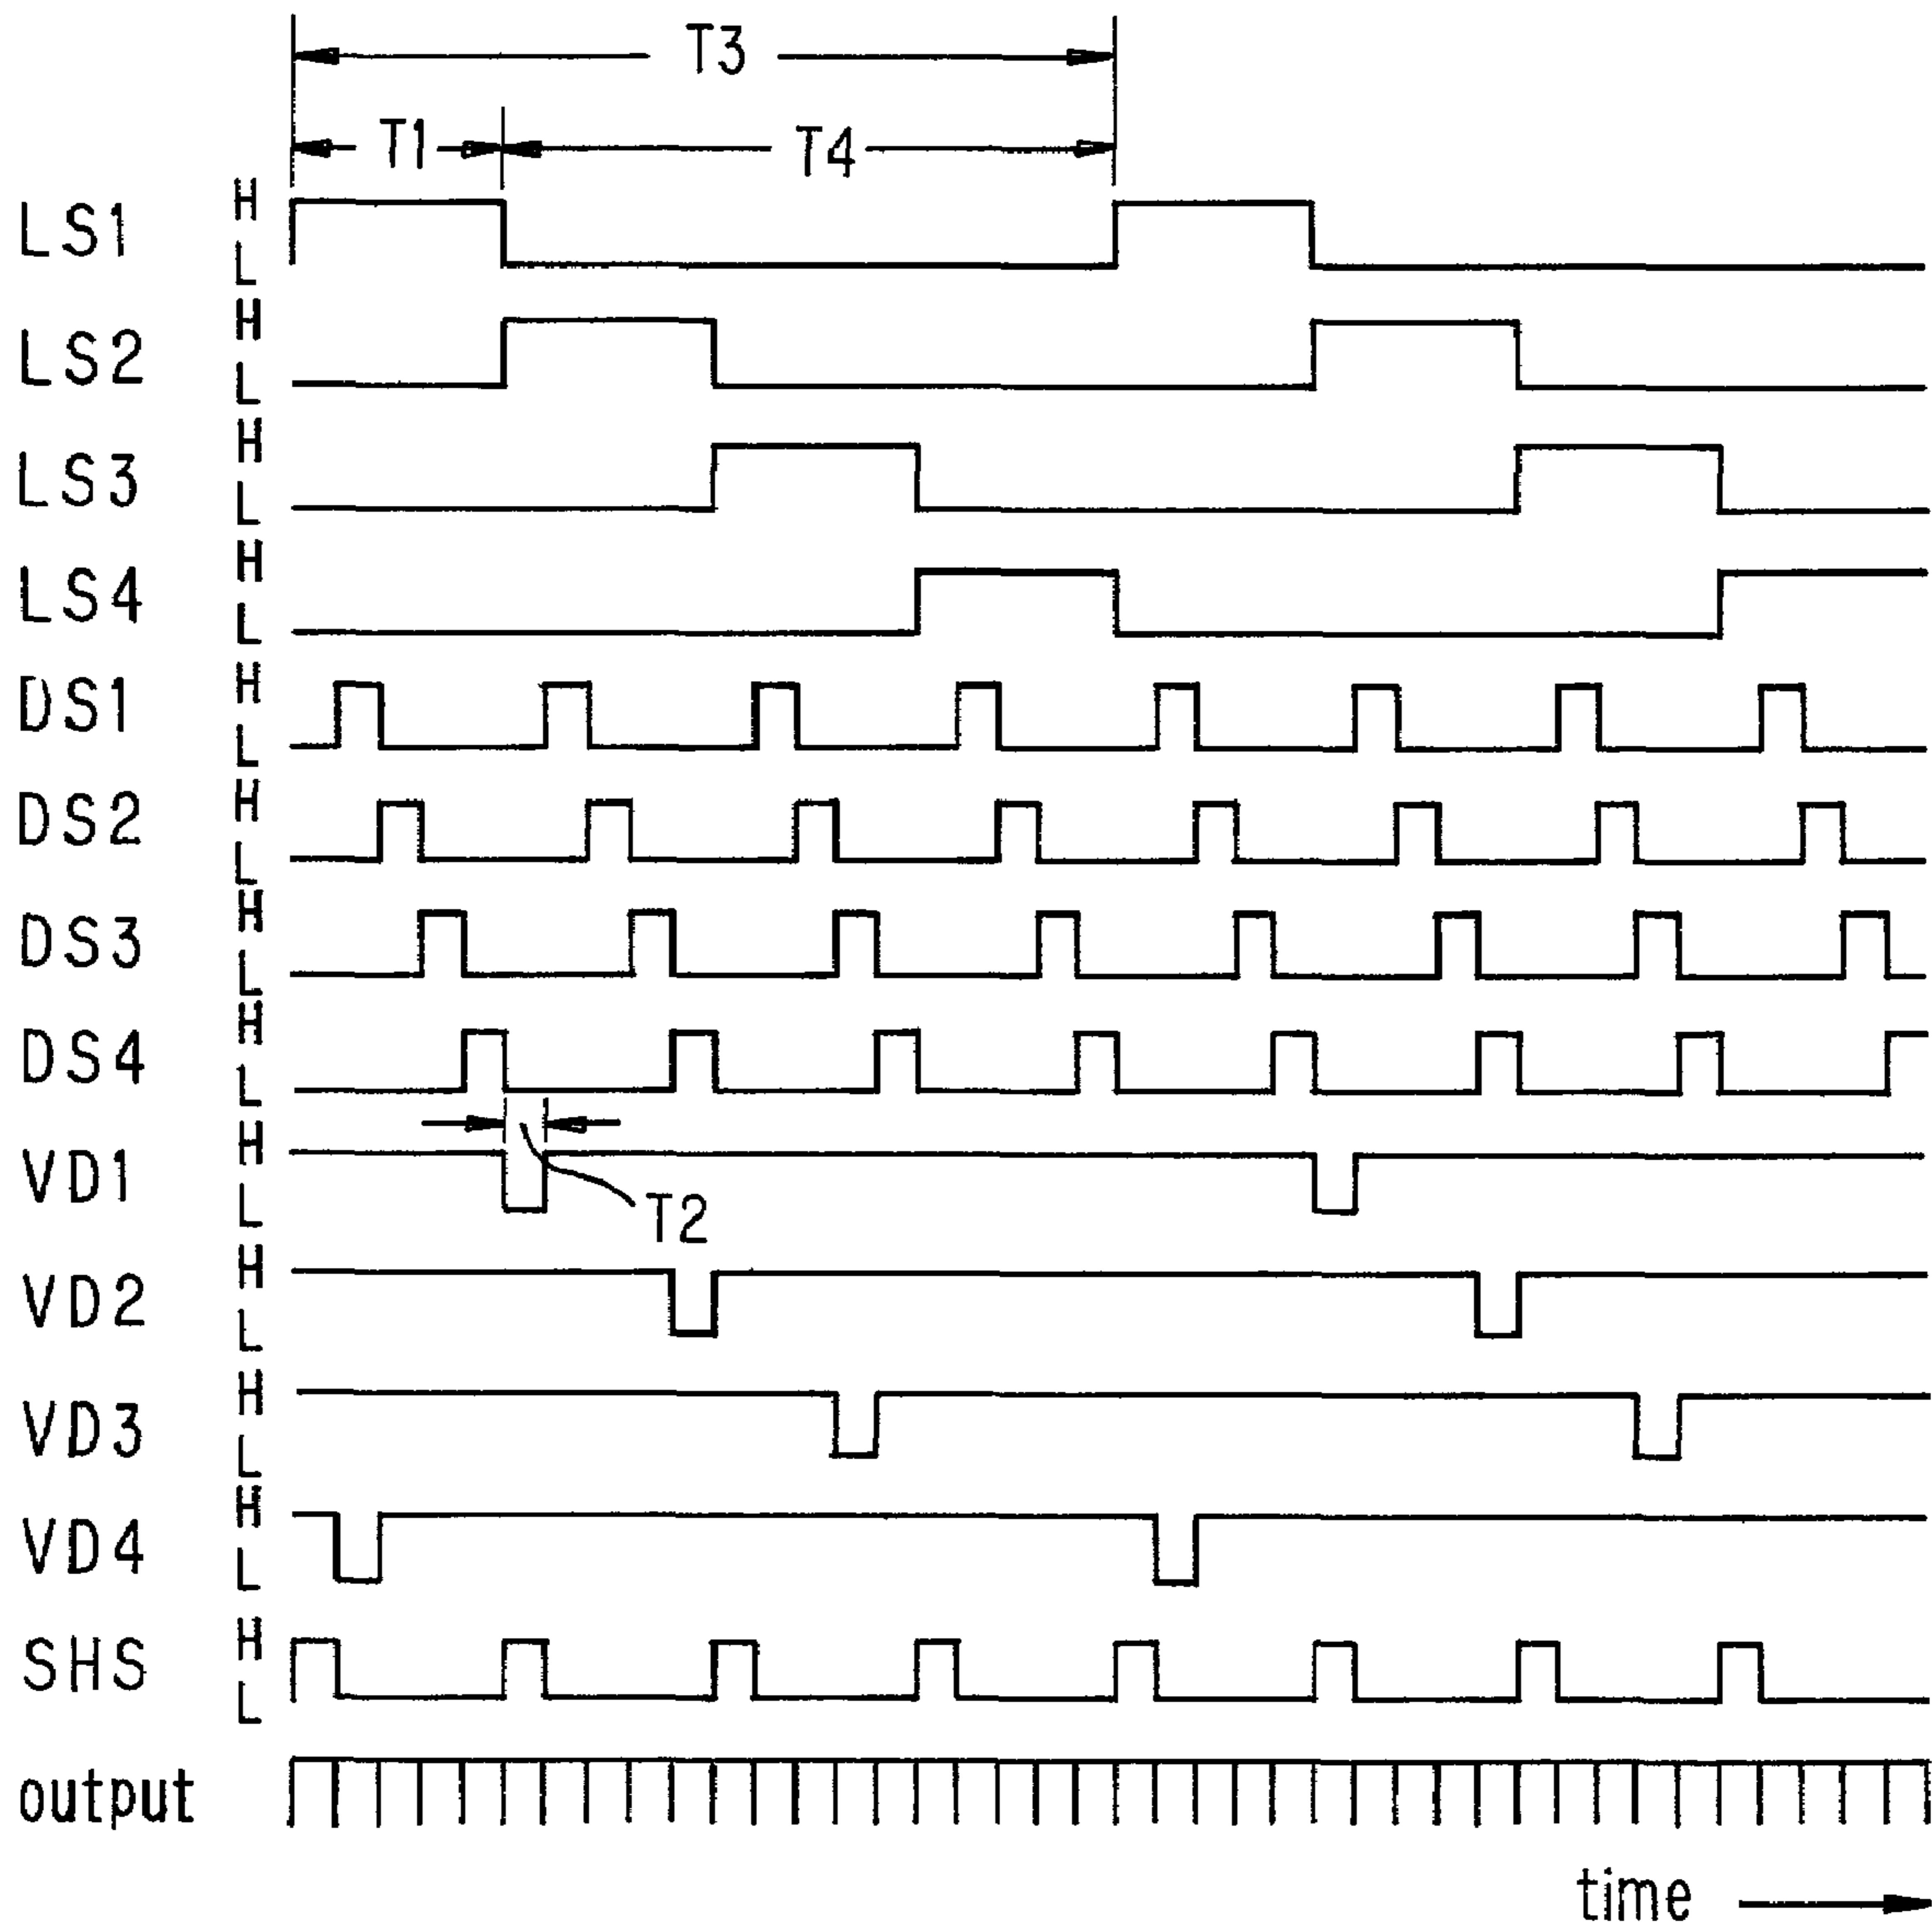 T3
T1 T4
LS1 H L
LS2 H L
LS3 H L
LS4 H L
DS1 H L
DS2 H L
DS3 H L
DS4 H L
VD1 H L
T2
VD2 H L
VD3 H L
VD4 H L
SHS H L
output
time